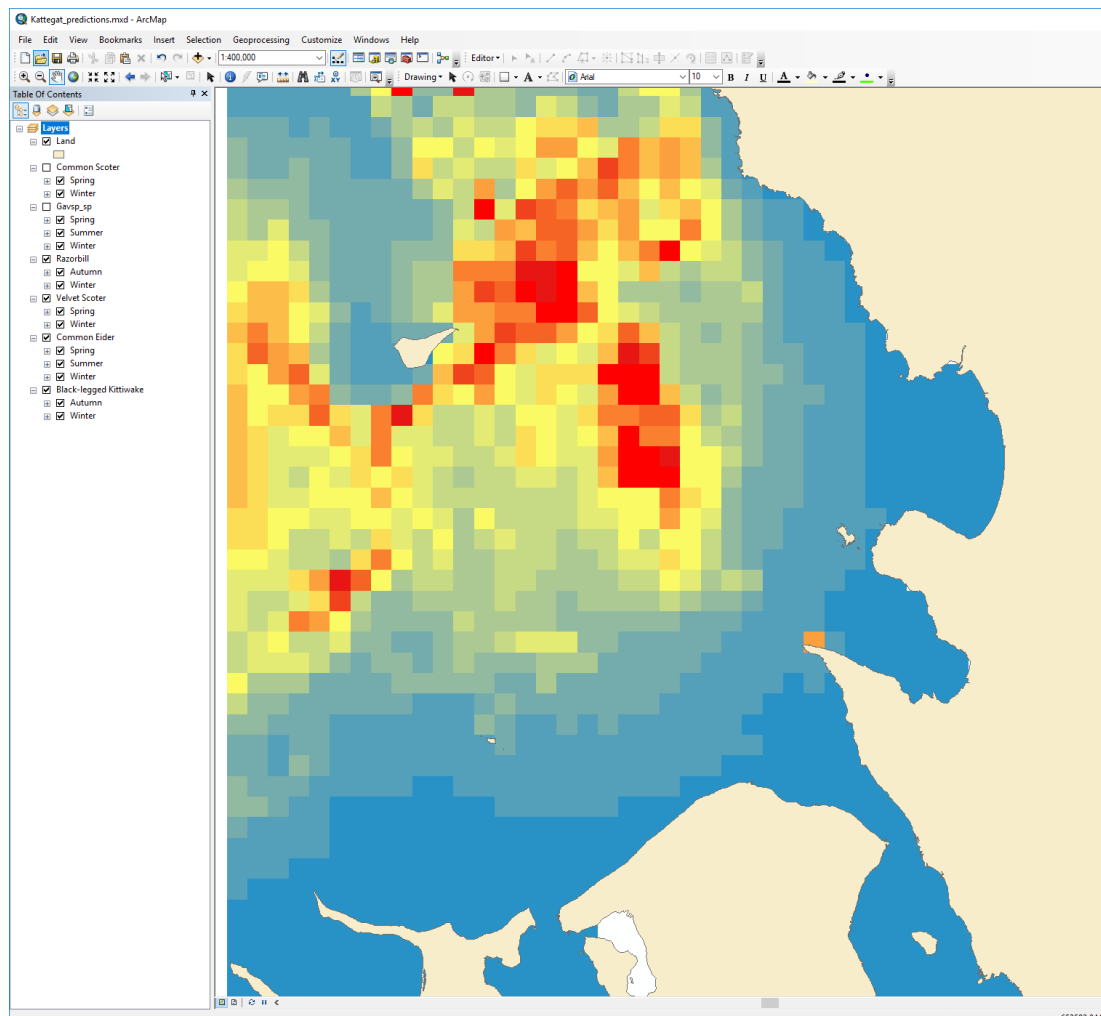 Kattegat_predictions.mxd - ArcMap
File Edit View Bookmarks Insert Selection Geoprocessing Customize Windows Help
1:400,000 Editor
Drawing Arial 10 B I U A
Table Of Contents
Layers
Land
Common Scoter
Spring
Winter
Gavsp_sp
Spring
Summer
Winter
Razorbill
Autumn
Winter
Velvet Scoter
Spring
Winter
Common Eider
Spring
Summer
Winter
Black-legged Kittiwake
Autumn
Winter